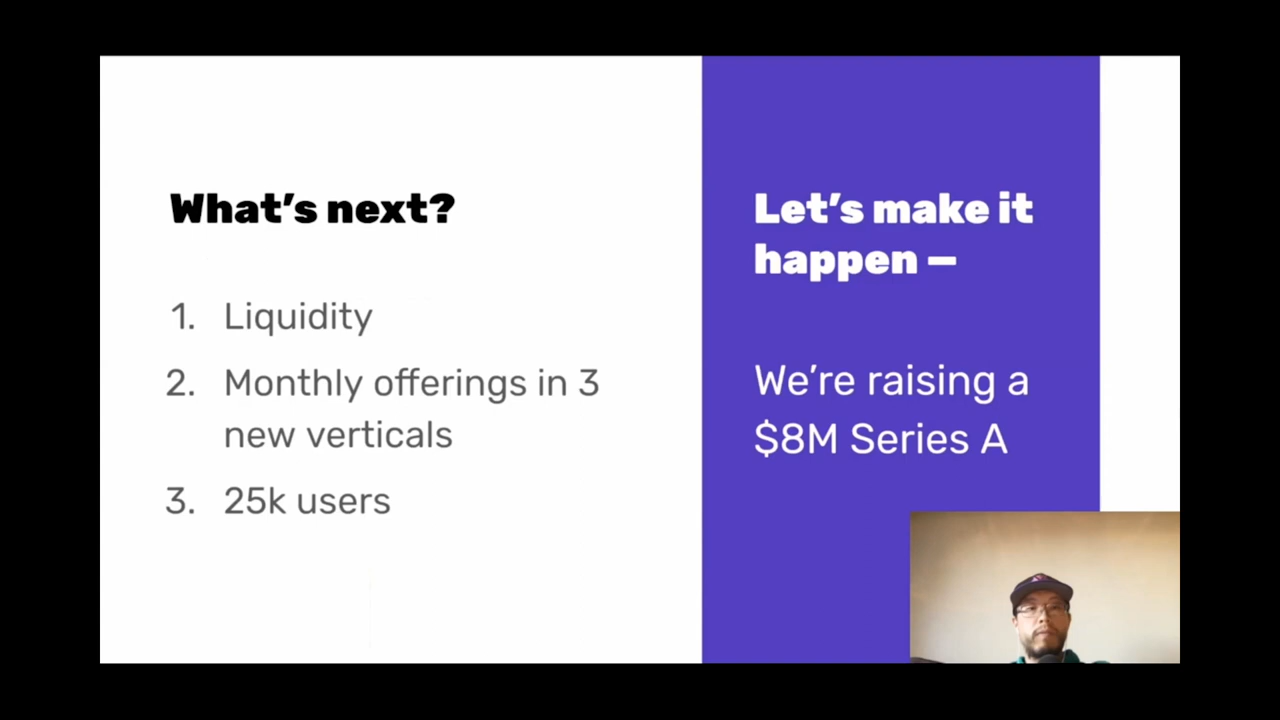 What's next?
1. Liquidity
2. Monthly offerings in 3
new verticals
3. 25k users
Let's make it
happen —
We're raising a
$8M Series A